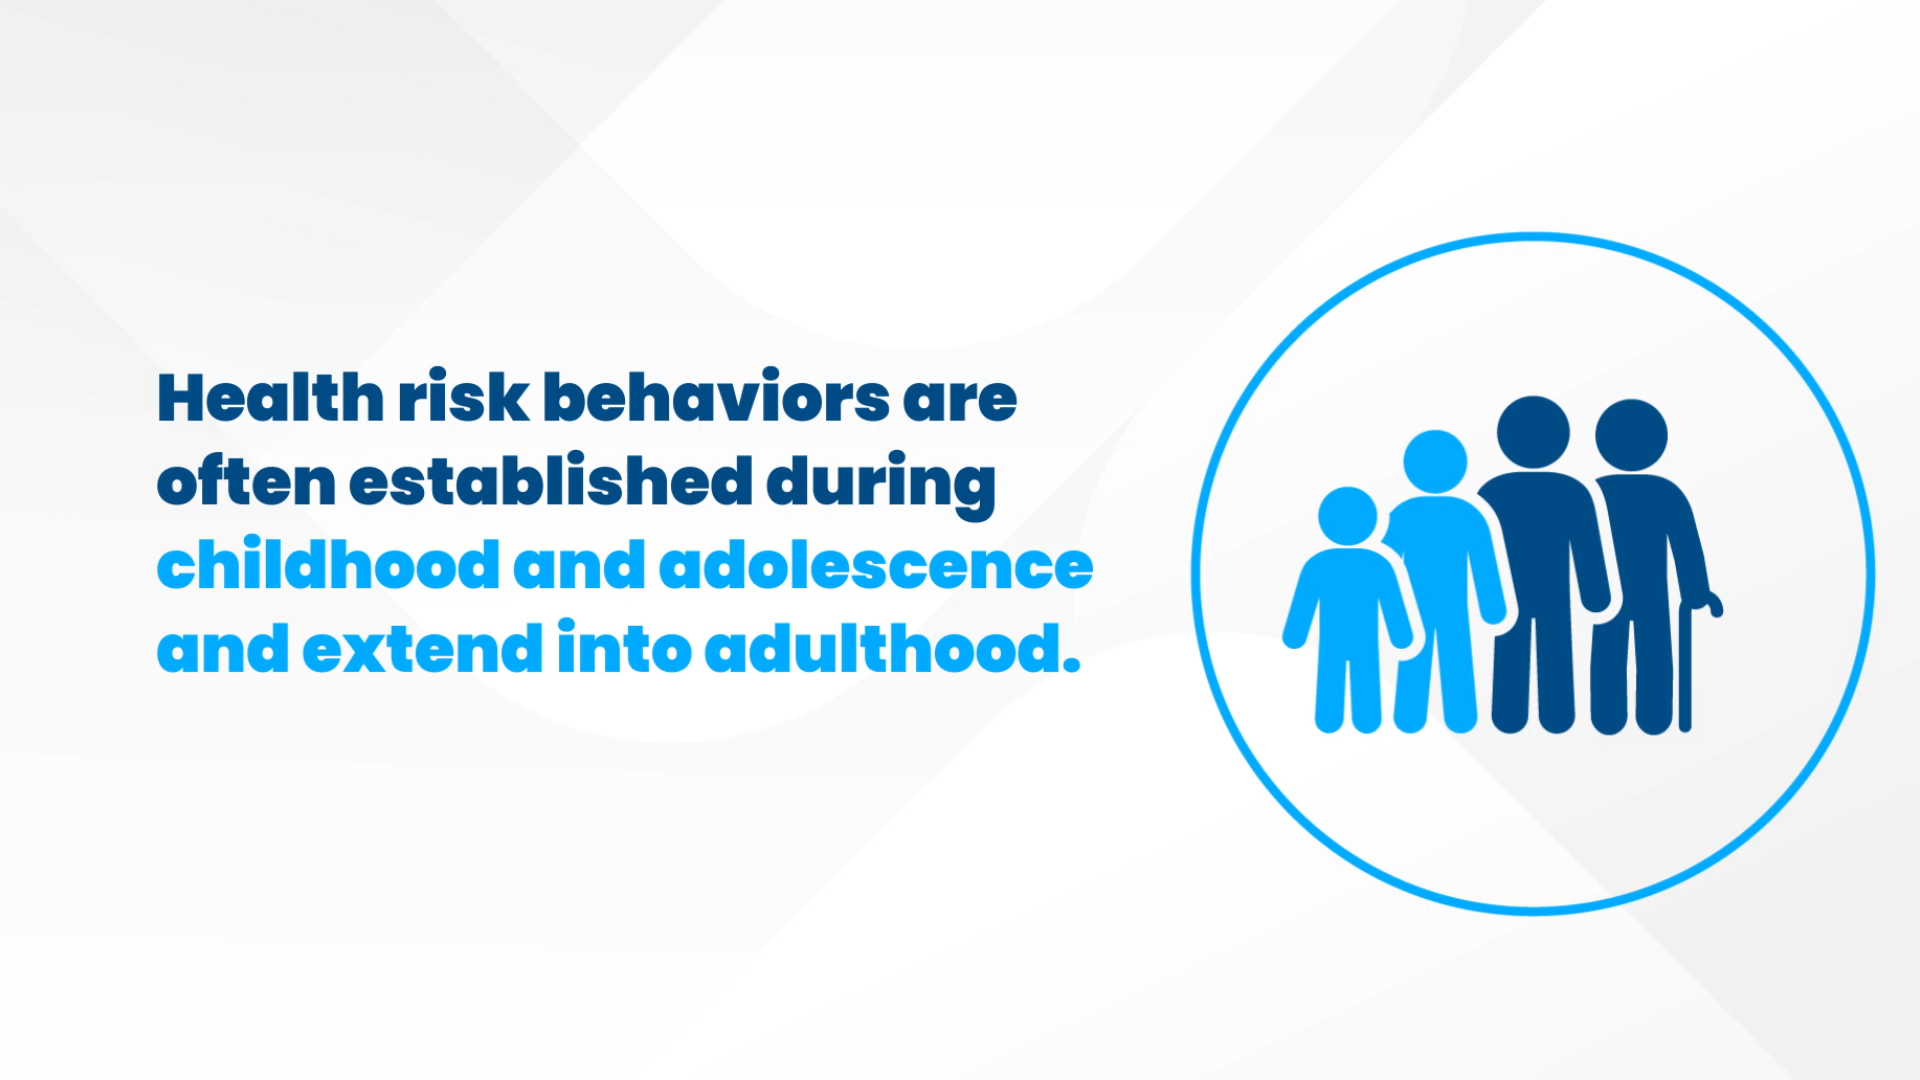 Health risk behaviors are
often established during
childhood and adolescence
and extend into adulthood.